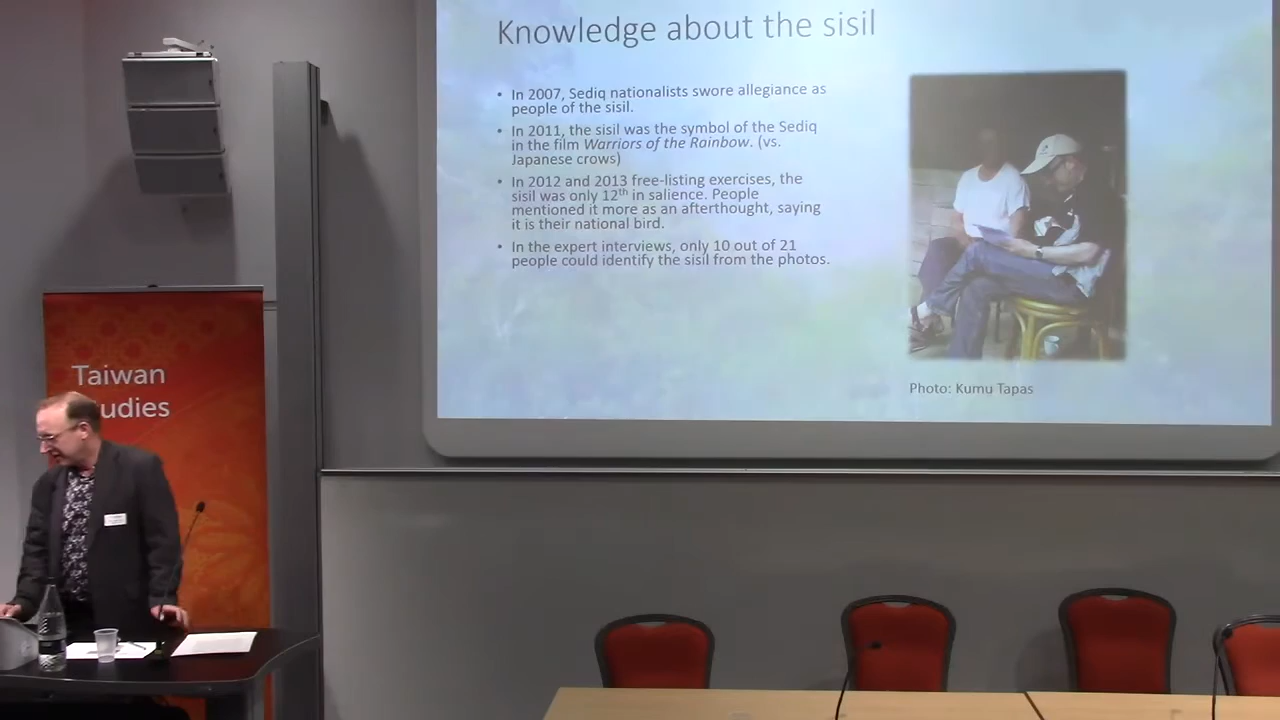 Knowledge about the sisil
• In 2007, Sediq nationalists swore allegiance as
people of the sisil.
• In 2011, the sisil was the symbol of the Sediq
in the film Warriors of the Rainbow. (vs.
Japanese crows)
• In 2012 and 2013 free-listing exercises, the
sisil was only 12th in salience. People
mentioned it more as an afterthought, saying
it is their national bird.
• In the expert interviews, only 10 out of 21
people could identify the sisil from the photos.
Photo: Kumu Tapas
Taiwan
udies